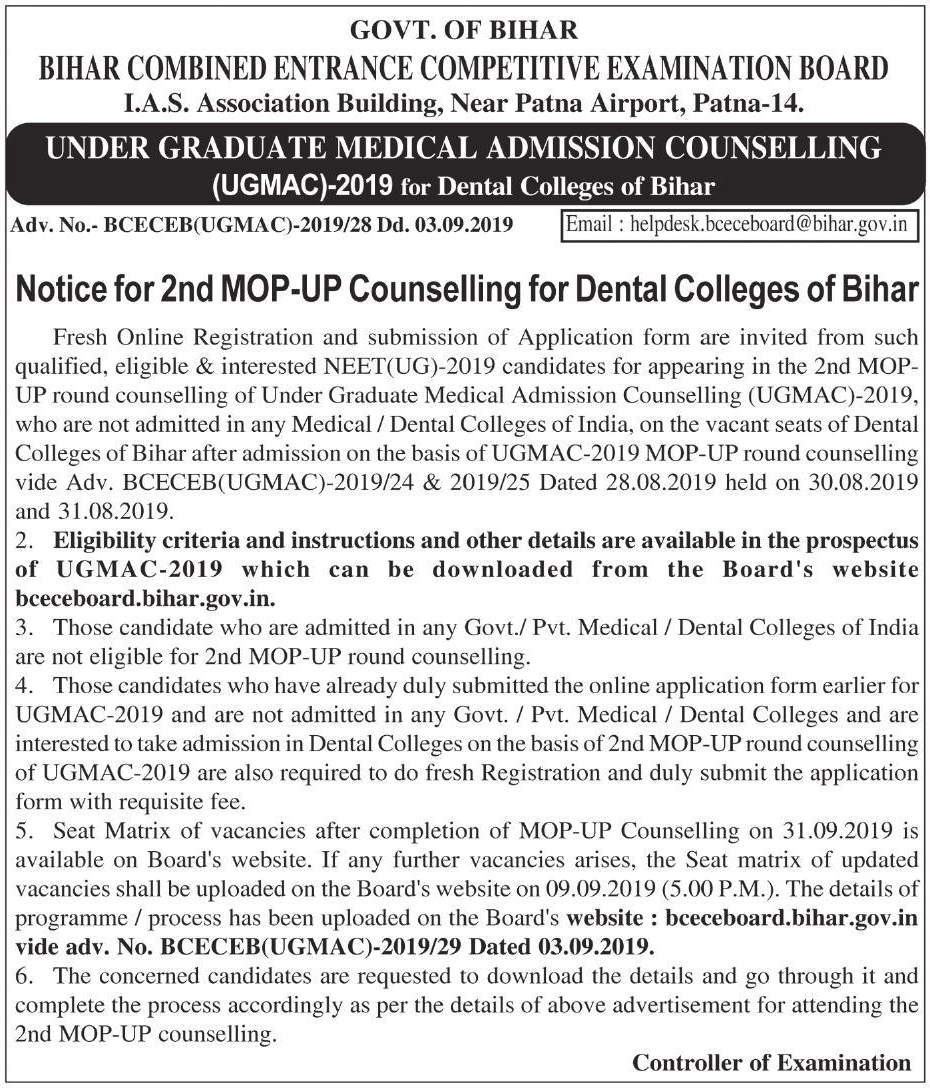 GOVT. OF BIHAR
BIHAR COMBINED ENTRANCE COMPETITIVE EXAMINATION BOARD
I.A.S. Association Building, Near Patna Airport, Patna-14.
UNDER GRADUATE MEDICAL ADMISSION COUNSELLING
(UGMAC)-2019 for Dental Colleges of Bihar
Adv. No.- BCECEB(UGMAC)-2019/28 Dd. 03.09.2019
Email : helpdesk.bceceboard@bihar.gov.in
Notice for 2nd MOP-UP Counselling for Dental Colleges of Bihar
Fresh Online Registration and submission of Application form are invited from such
qualified, eligible & interested NEET(UG)-2019 candidates for appearing in the 2nd MOP-
UP round counselling of Under Graduate Medical Admission Counselling (UGMAC)-2019,
who are not admitted in any Medical / Dental Colleges of India, on the vacant seats of Dental
Colleges of Bihar after admission on the basis of UGMAC-2019 MOP-UP round counselling
vide Adv. BCECEB(UGMAC)-2019/24 & 2019/25 Dated 28.08.2019 held on 30.08.2019
and 31.08.2019.
2. Eligibility criteria and instructions and other details are available in the prospectus
of UGMAC-2019 which can be downloaded from the Board's website
bceceboard.bihar.gov.in.
3. Those candidate who are admitted in any Govt./ Pvt. Medical / Dental Colleges of India
are not eligible for 2nd MOP-UP round counselling.
4. Those candidates who have already duly submitted the online application form earlier for
UGMAC-2019 and are not admitted in any Govt. / Pvt. Medical / Dental Colleges and are
interested to take admission in Dental Colleges on the basis of 2nd MOP-UP round counselling
of UGMAC-2019 are also required to do fresh Registration and duly submit the application
form with requisite fee.
5. Seat Matrix of vacancies after completion of MOP-UP Counselling on 31.09.2019 is
available on Board's website. If any further vacancies arises, the Seat matrix of updated
vacancies shall be uploaded on the Board's website on 09.09.2019 (5.00 P.M.). The details of
programme / process has been uploaded on the Board's website : bceceboard.bihar.gov.in
vide adv. No. BCECEB(UGMAC)-2019/29 Dated 03.09.2019.
6. The concerned candidates are requested to download the details and go through it and
complete the process accordingly as per the details of above advertisement for attending the
2nd MOP-UP counselling.
Controller of Examination